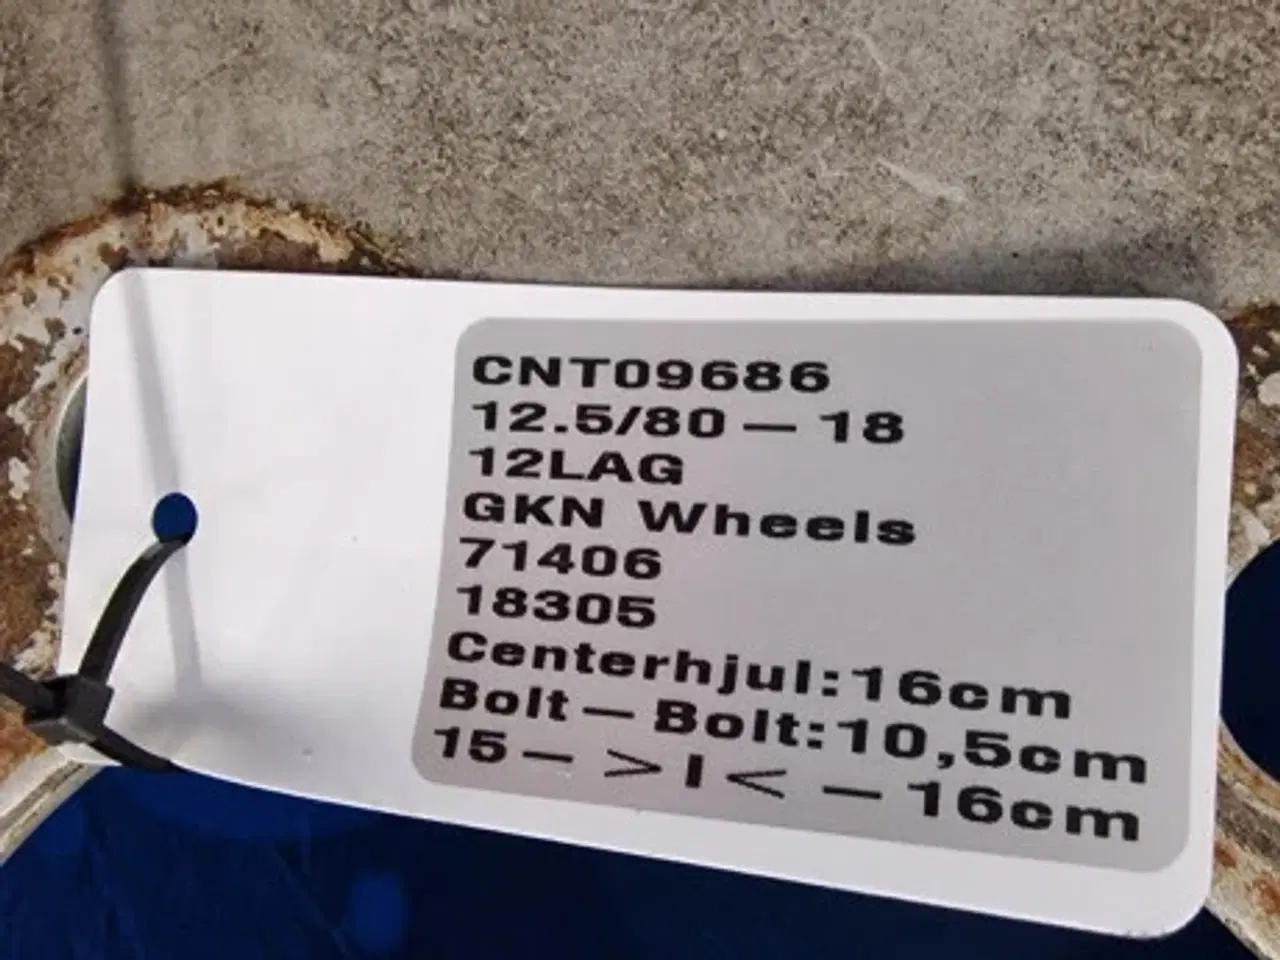 CNT09686
12.5/80 - 18
12LAG
GKN Wheels
71406
18305
Centerhjul:16cm
Bolt - Bolt:10,5cm
15- >I< -16cm